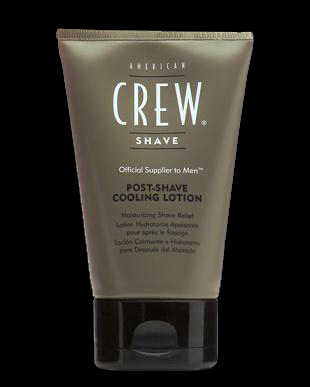 AMERICAN
CREW®
SHAVE
Official Supplier to Men™
POST-SHAVE
COOLING LOTION
Moisturizing Shave Relief
Lotion Hydratante Apaisante
pour après le Rasage
Loción Calmante e Hidratante
para Después del Afeitado